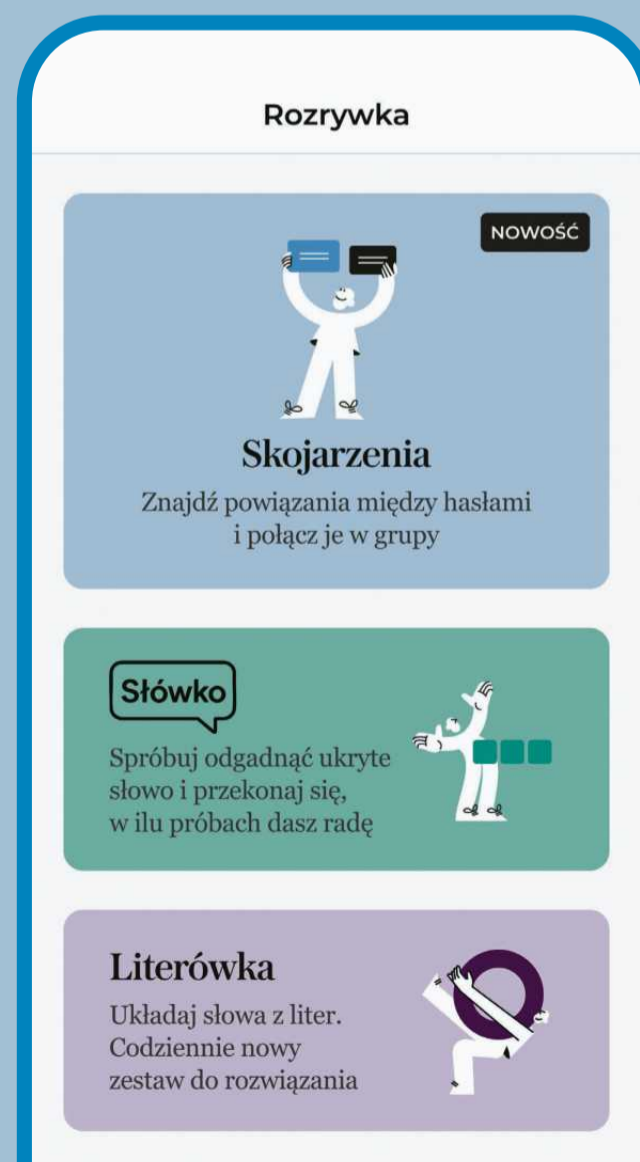 Rozrywka
NOWOŚĆ
Skojarzenia
Znajdź powiązania między hasłami
i połącz je w grupy
Słówko
Spróbuj odgadnąć ukryte
słowo i przekonaj się,
w ilu próbach dasz radę
Literówka
Układaj słowa z liter.
Codziennie nowy
zestaw do rozwiązania